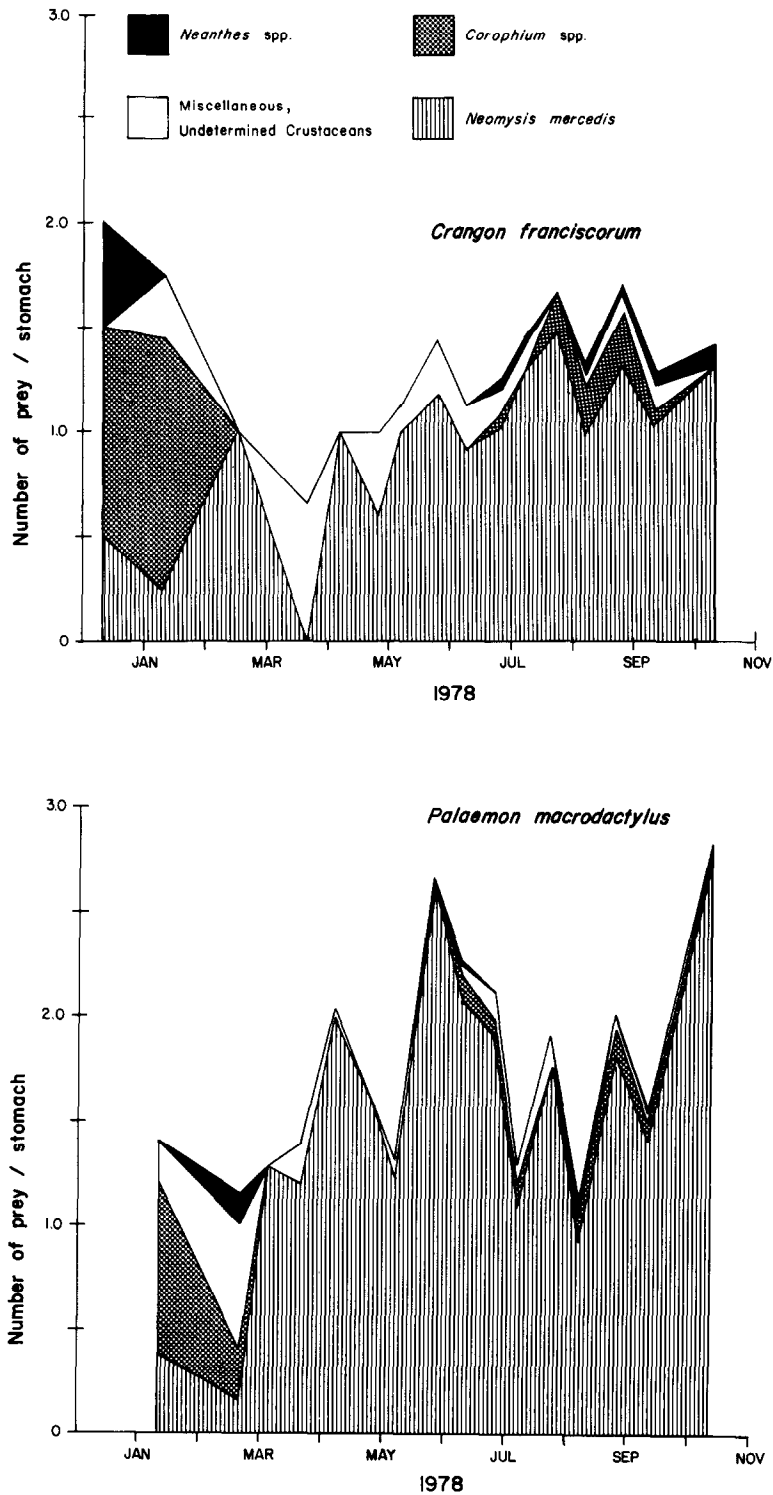 3.0
Neanthes spp.
Corophium spp.
Miscellaneous,
Undetermined Crustaceans
Neomysis mercedis
2.0
Crangon franciscorum
Number of prey / stomach
1.0
0
JAN MAR MAY JUL SEP NOV
1978
3.0
Palaemon macrodactylus
2.0
Number of prey / stomach
1.0
0
JAN MAR MAY JUL SEP NOV
1978